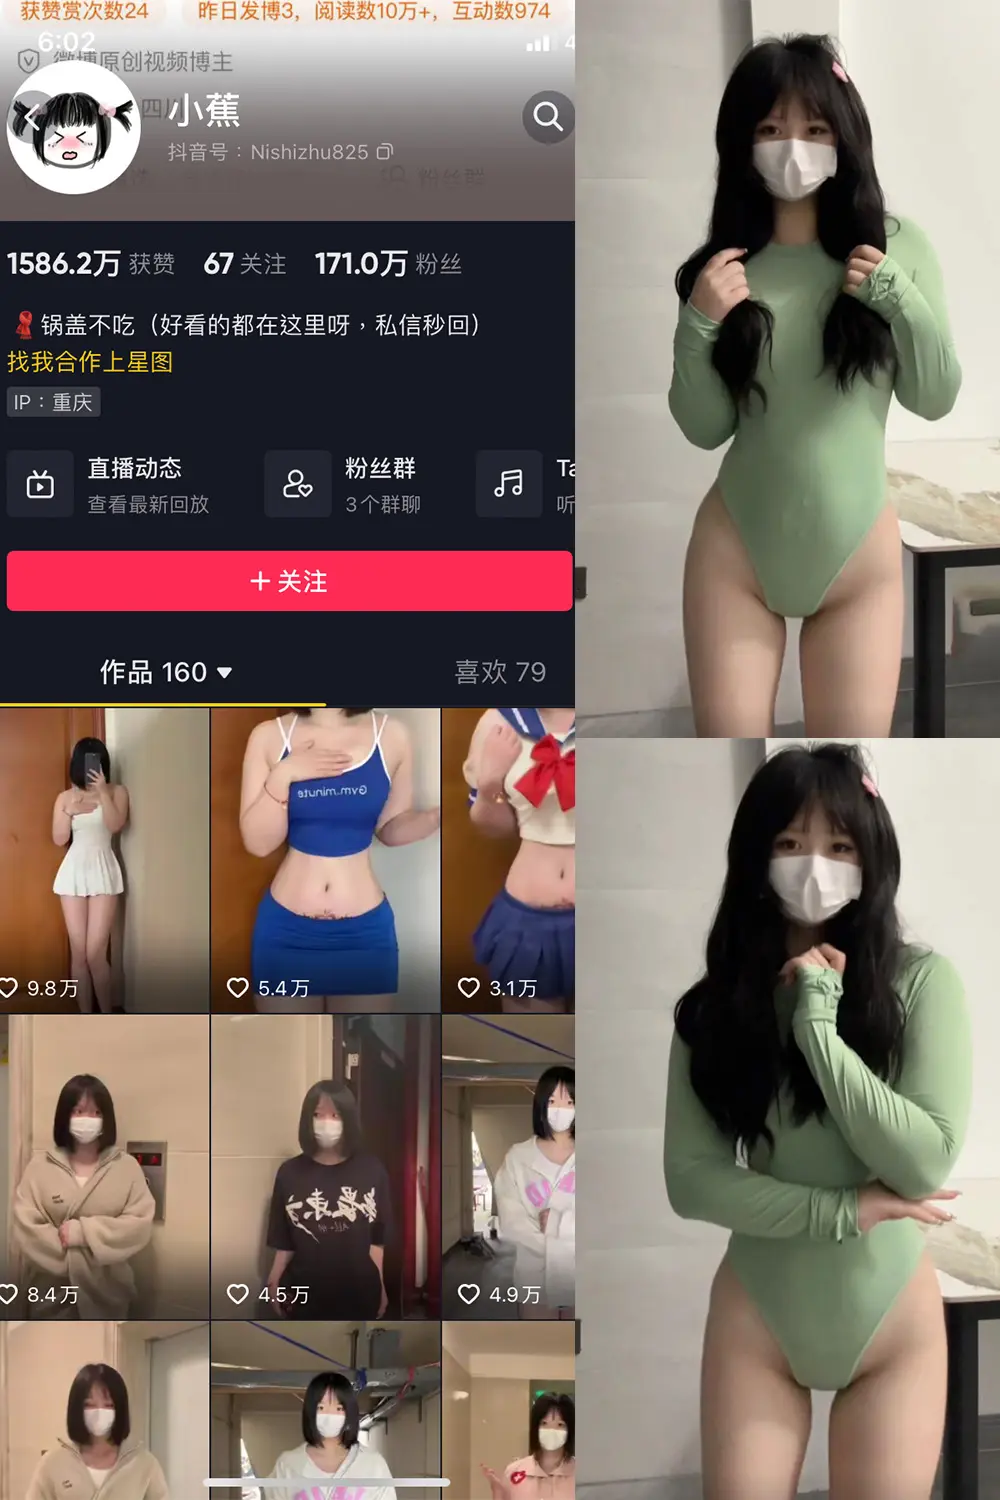 获赞赏次数24 昨日发博3，阅读数10万+，互动数974
6:02
微博原创视频博主
小蕉
抖音号：Nishizhu825
粉丝群
1586.2万 获赞 67 关注 171.0万 粉丝
锅盖不吃（好看的都在这里呀，私信秒回）
找我合作上星图
IP：重庆
直播动态
查看最新回放
粉丝群
3个群聊
听
+ 关注
作品 160
喜欢 79
Gym.minute
9.8万
5.4万
3.1万
8.4万
4.5万
4.9万